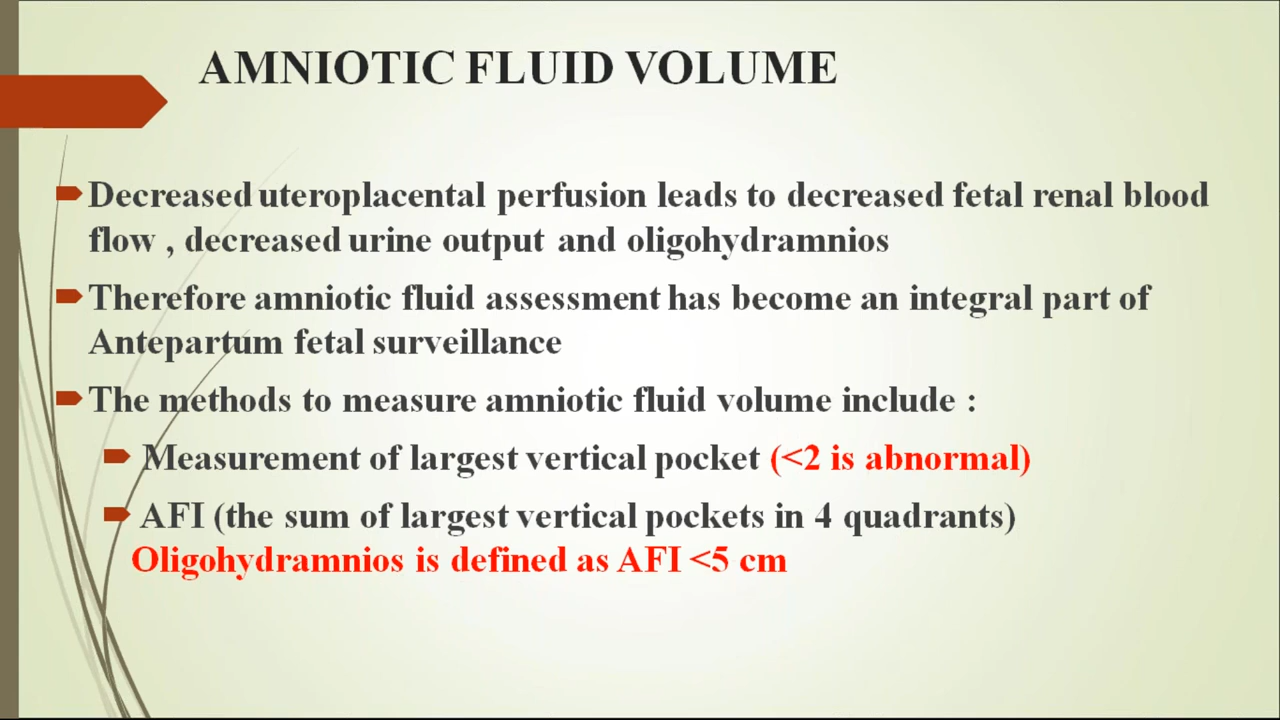 AMNIOTIC FLUID VOLUME
Decreased uteroplacental perfusion leads to decreased fetal renal blood
flow , decreased urine output and oligohydramnios
Therefore amniotic fluid assessment has become an integral part of
Antepartum fetal surveillance
The methods to measure amniotic fluid volume include :
Measurement of largest vertical pocket (<2 is abnormal)
AFI (the sum of largest vertical pockets in 4 quadrants)
Oligohydramnios is defined as AFI <5 cm